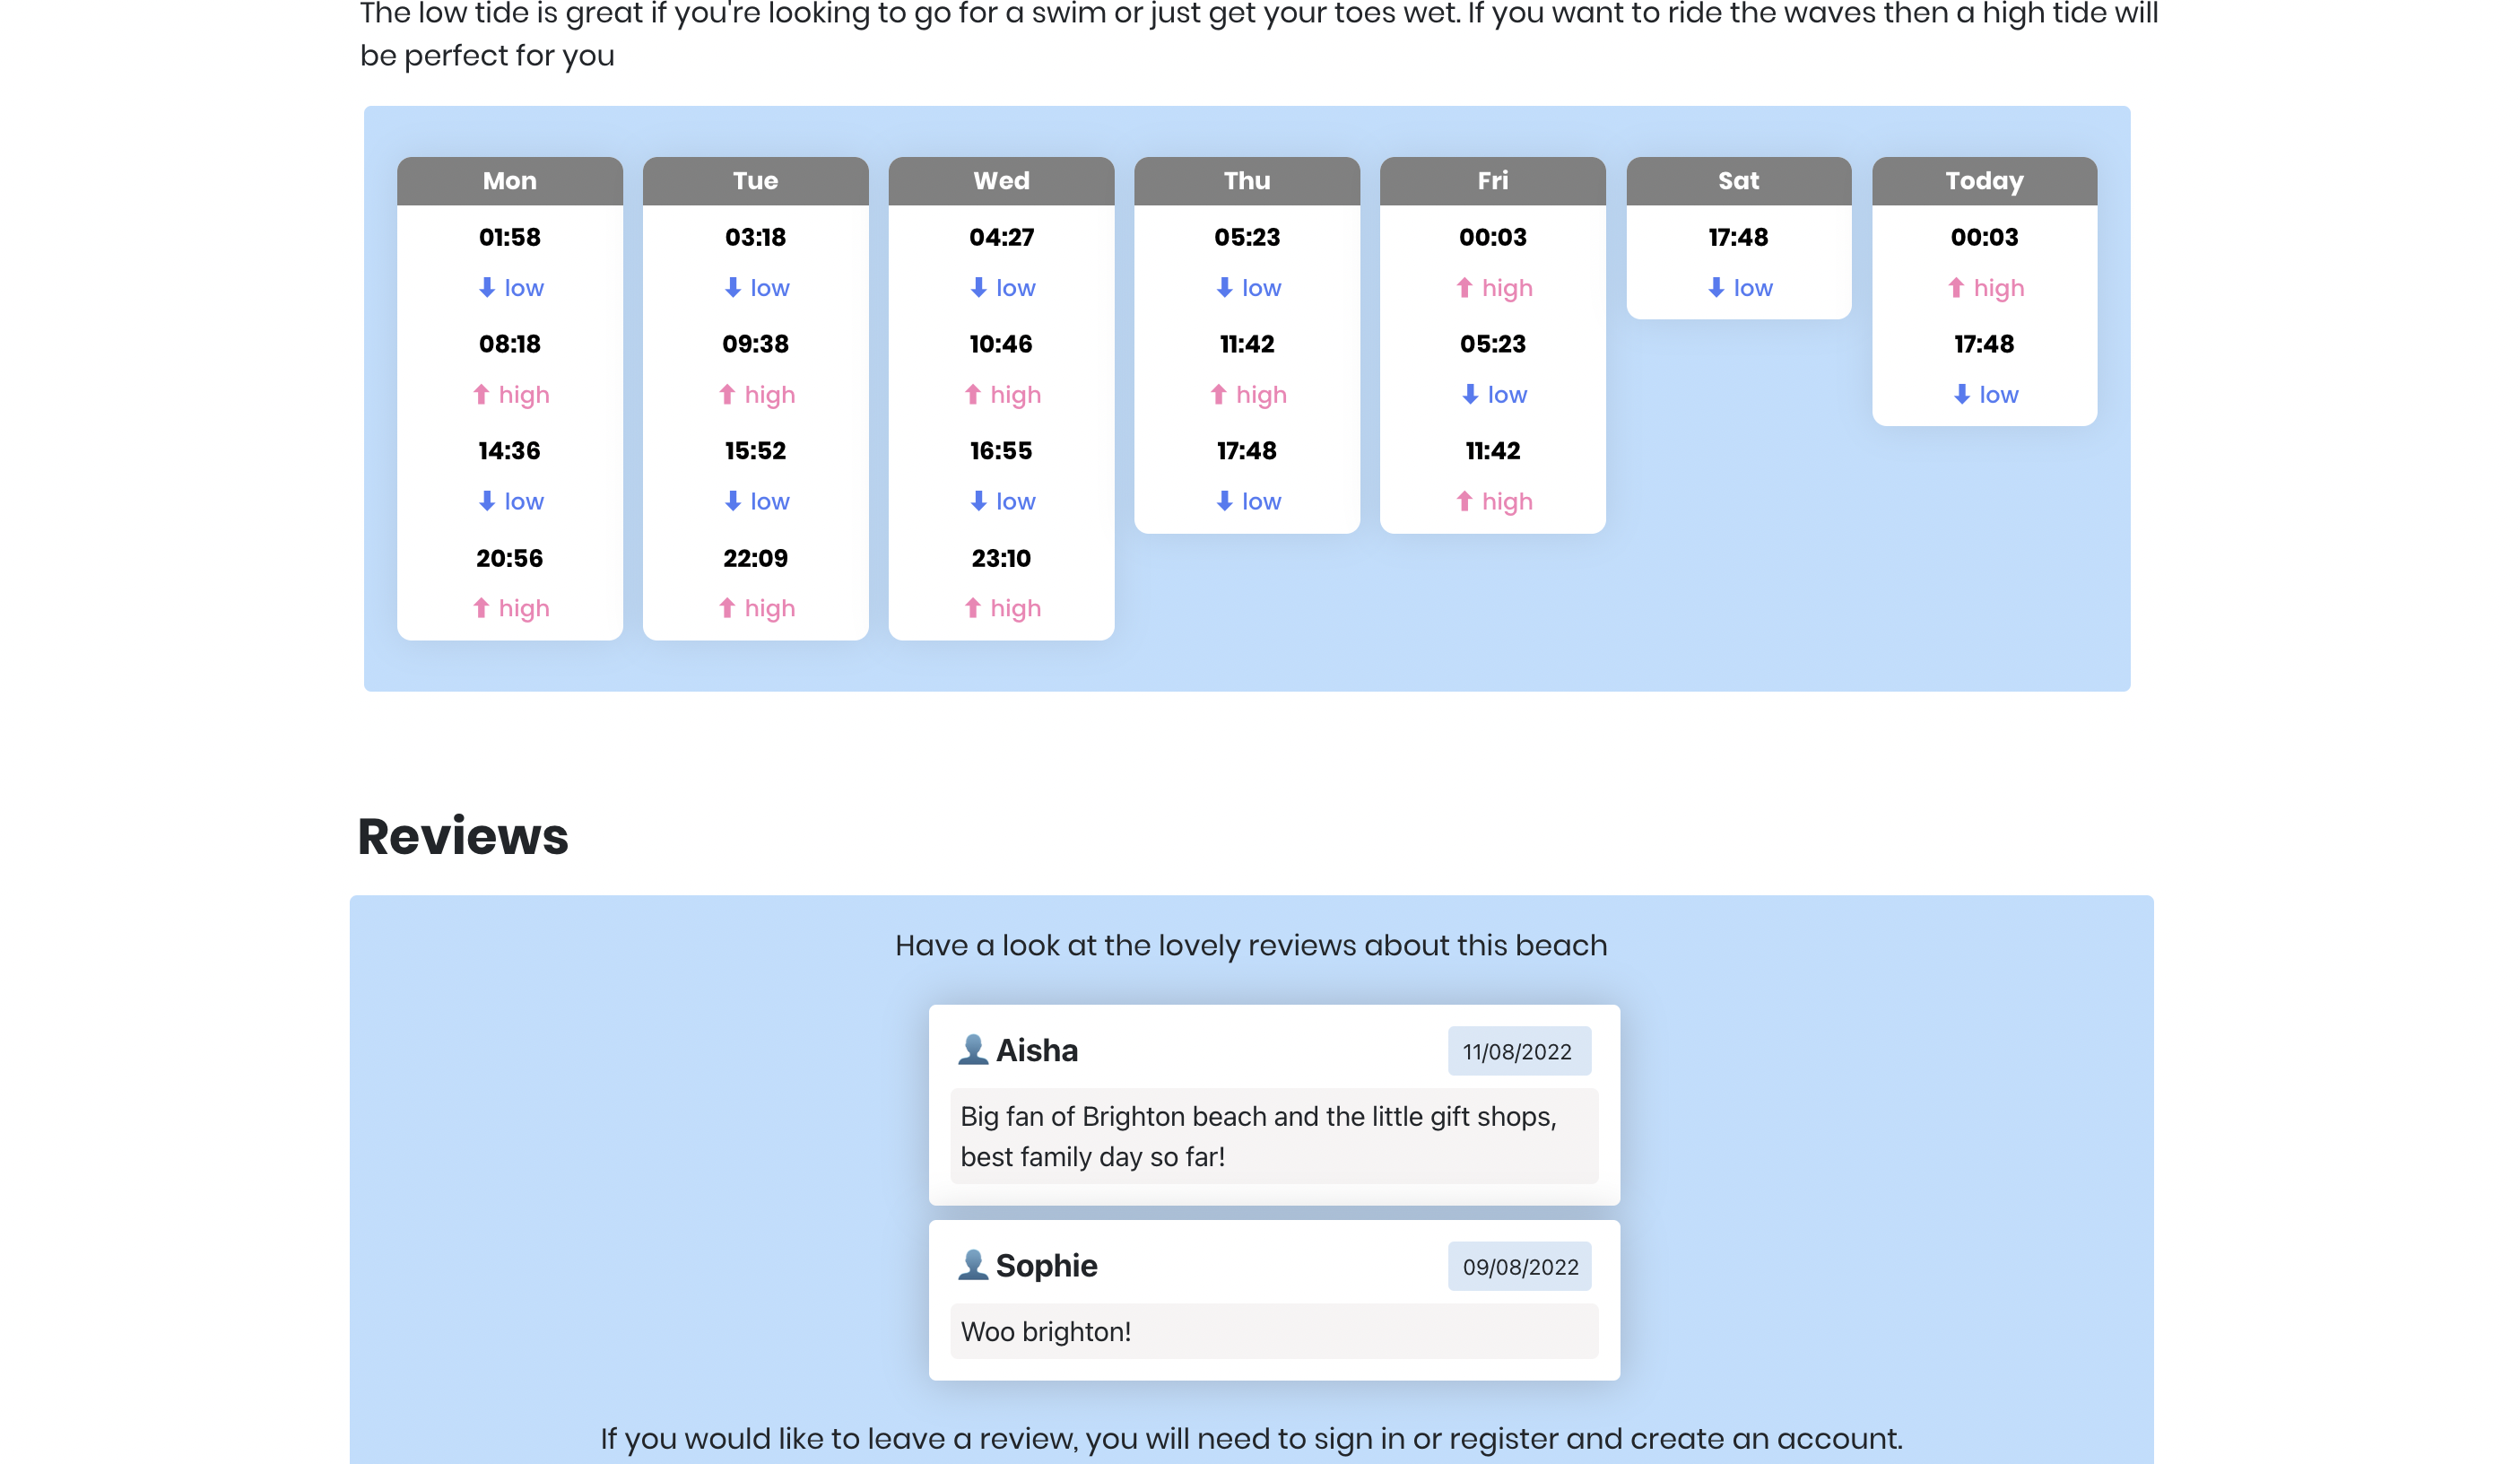 The low tide is great if you're looking to go for a swim or just get your toes wet. If you want to ride the waves then a high tide will
be perfect for you
Mon
01:58
low
08:18
high
14:36
low
20:56
high
Tue
03:18
low
09:38
high
15:52
low
22:09
high
Wed
04:27
low
10:46
high
16:55
low
23:10
high
Thu
05:23
low
11:42
high
17:48
low
Fri
00:03
high
05:23
low
11:42
high
Sat
17:48
low
Today
00:03
high
17:48
low
Reviews
Have a look at the lovely reviews about this beach
Aisha
11/08/2022
Big fan of Brighton beach and the little gift shops,
best family day so far!
Sophie
09/08/2022
Woo brighton!
If you would like to leave a review, you will need to sign in or register and create an account.